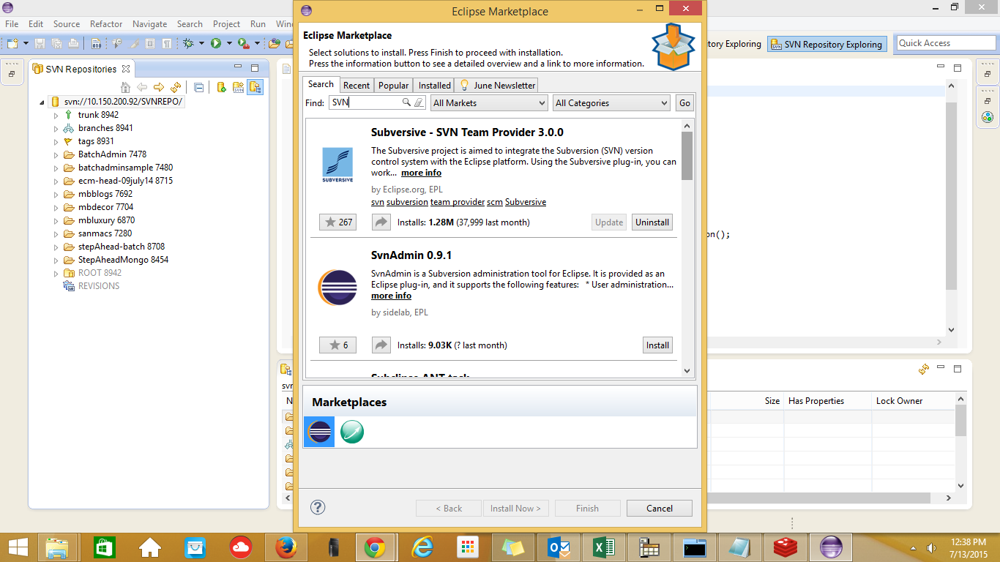 Eclipse Marketplace
File Edit Source Refactor Navigate Search Project Run
tory Exploring
SVN Repository Exploring
Quick Access
SVN Repositories
svn://10.150.200.92/SVNREPO/
trunk 8942
branches 8941
tags 8931
BatchAdmin 7478
batchadminsample 7480
ecm-head-09july14 8715
mbblogs 7692
mbdecor 7704
mbluxury 6870
sanmacs 7280
stepAhead-batch 8708
StepAheadMongo 8454
ROOT 8942
REVISIONS
Eclipse Marketplace
Select solutions to install. Press Finish to proceed with installation.
Press the information button to see a detailed overview and a link to more information.
Search Recent Popular Installed June Newsletter
Find: SVN All Markets All Categories Go
Subversive - SVN Team Provider 3.0.0
The Subversive project is aimed to integrate the Subversion (SVN) version
control system with the Eclipse platform. Using the Subversive plug-in, you can
work... more info
SUBVERSIVE
by Eclipse.org, EPL
svn subversion team provider scm Subversive
267 Installs: 1.28M (37,999 last month) Update Uninstall
SvnAdmin 0.9.1
SvnAdmin is a Subversion administration tool for Eclipse. It is provided as an
Eclipse plug-in, and it supports the following features: * User administration...
more info
by sidelab, EPL
6 Installs: 9.03K (? last month) Install
Subclipse ANT task
Marketplaces
< Back Install Now > Finish Cancel
on();
svn
N
Size Has Properties Lock Owner
12:38 PM
7/13/2015